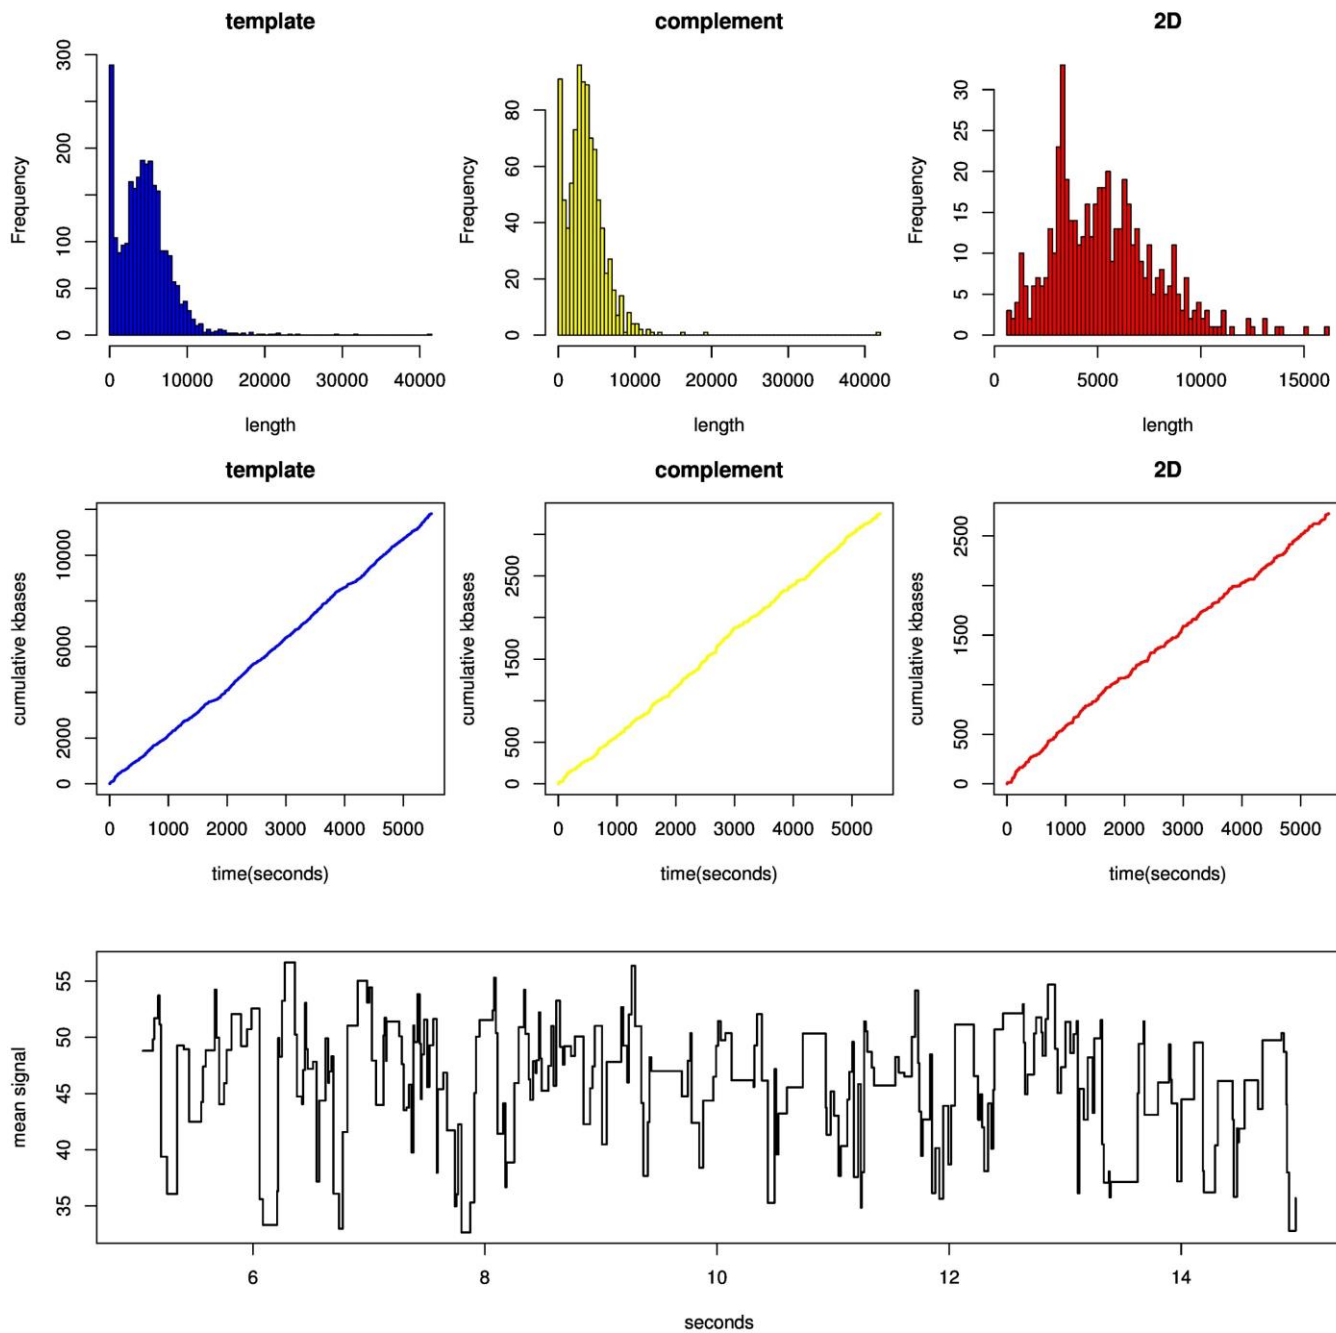 template complement 2D
300
200
100
50
0
Frequency
0 10000 20000 30000 40000
length
80
60
40
20
0
Frequency
0 10000 20000 30000 40000
length
30
25
20
15
10
5
0
Frequency
0 5000 10000 15000
length
template complement 2D
10000
6000
2000
0
cumulative kbases
0 1000 2000 3000 4000 5000
time(seconds)
2500
1500
500
0
cumulative kbases
0 1000 2000 3000 4000 5000
time(seconds)
2500
1500
500
0
cumulative kbases
0 1000 2000 3000 4000 5000
time(seconds)
55
50
45
40
35
mean signal
6 8 10 12 14
seconds